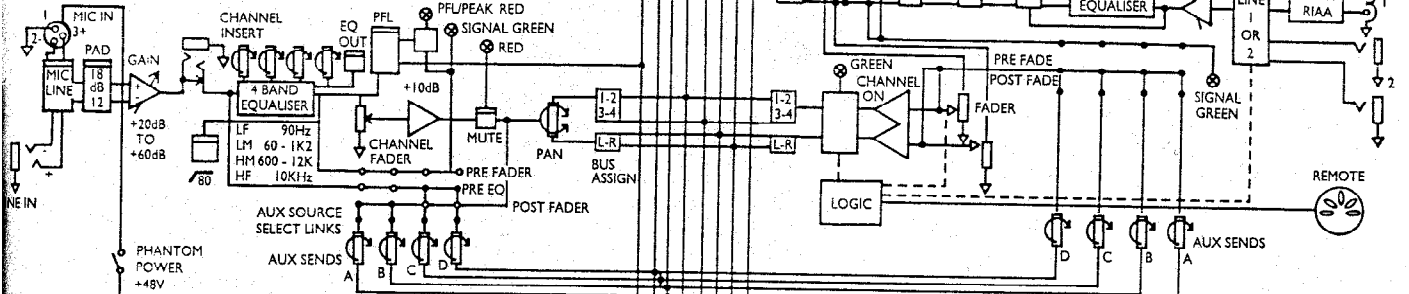 1
MIC IN
2-
3+
MIC
LINE
PAD
18
dB
12
GAIN
+20dB
TO
+60dB
NE IN
+
PHANTOM
POWER
+48V
CHANNEL
INSERT
4 BAND
EQUALISER
EQ
OUT
PFL
PFL/PEAK RED
SIGNAL GREEN
RED
/80
LF 90Hz
LM 60 - 1K2
HM 600 - 12K
HF 10KHz
CHANNEL
FADER
+10dB
MUTE
PAN
1-2
3-4
L-R
BUS
ASSIGN
PRE FADER
PRE EQ
POST FADER
AUX SOURCE
SELECT LINKS
AUX SENDS
A
B
C
D
1-2
3-4
L-R
GREEN
CHANNEL
ON
LOGIC
FADER
PRE FADE
POST FADE
EQUALISER
LINE
1
OR
2
RIAA
1
2
SIGNAL
GREEN
REMOTE
D
C
B
A
AUX SENDS